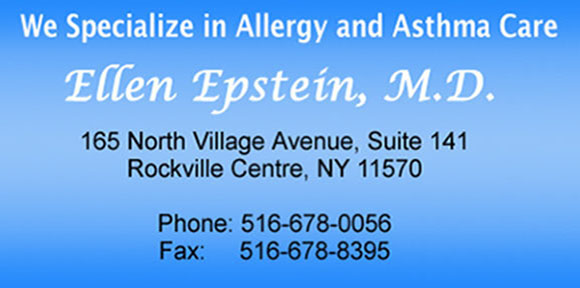 We Specialize in Allergy and Asthma Care
Ellen Epstein, M.D.
165 North Village Avenue, Suite 141
Rockville Centre, NY 11570
Phone: 516-678-0056
Fax: 516-678-8395